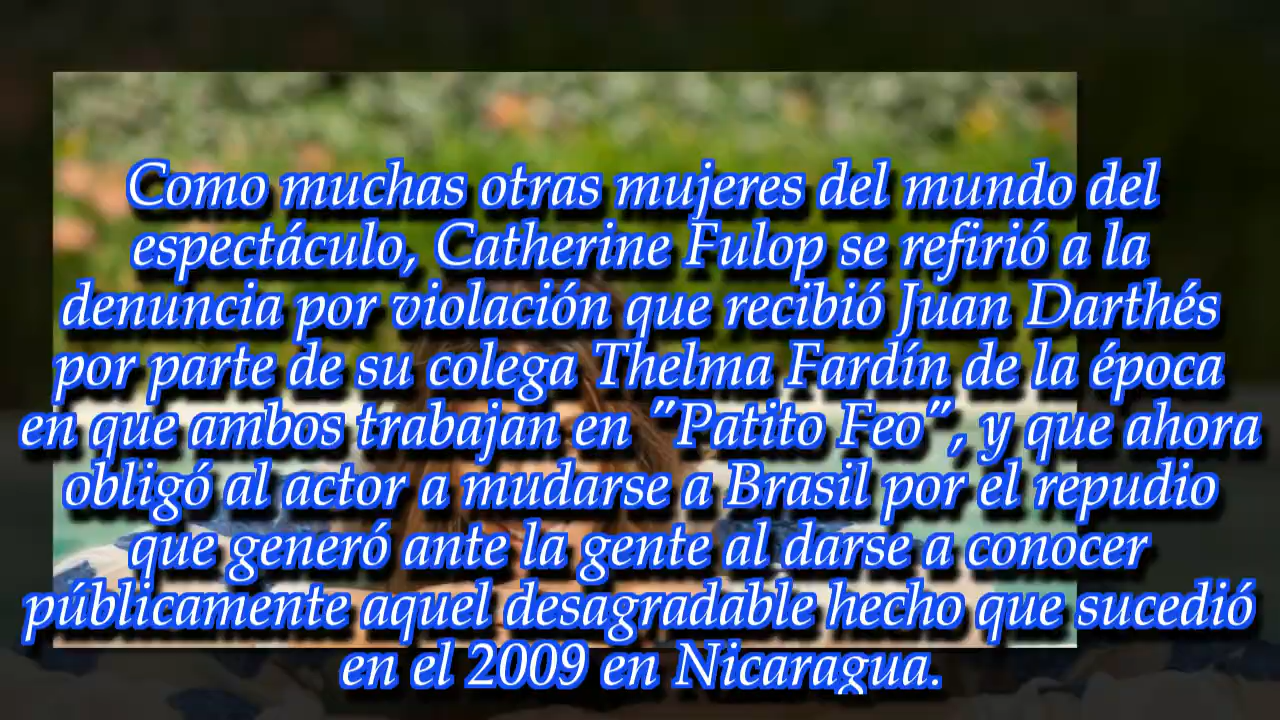 Como muchas otras mujeres del mundo del
espectáculo, Catherine Fulop se refirió a la
denuncia por violación que recibió Juan Darthés
por parte de su colega Thelma Fardín de la época
en que ambos trabajan en "Patito Feo", y que ahora
obligó al actor a mudarse a Brasil por el repudio
que generó ante la gente al darse a conocer
públicamente aquel desagradable hecho que sucedió
en el 2009 en Nicaragua.